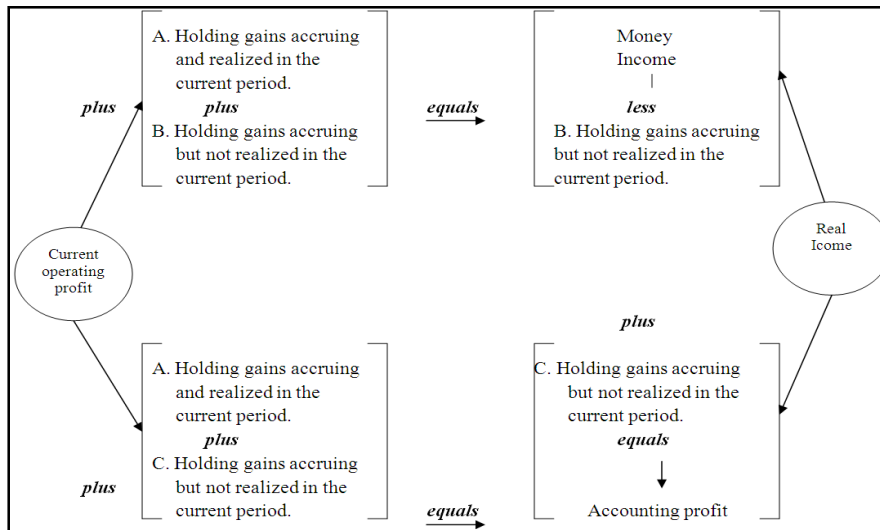 A. Holding gains accruing
and realized in the
current period.
plus
plus
B. Holding gains accruing
but not realized in the
current period.
equals
Money
Income
less
B. Holding gains accruing
but not realized in the
current period.
Current
operating
profit
Real
Icome
A. Holding gains accruing
and realized in the
current period.
plus
C. Holding gains accruing
but not realized in the
current period.
plus
equals
plus
C. Holding gains accruing
but not realized in the
current period.
equals
Accounting profit